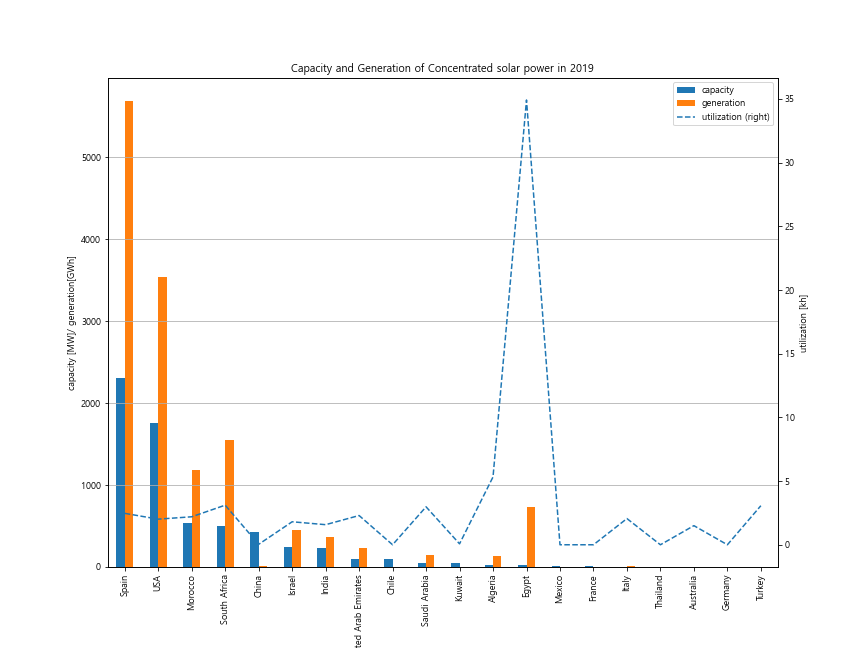 Capacity and Generation of Concentrated solar power in 2019
capacity
generation
utilization (right)
capacity [MW]/ generation[GWh]
5000
4000
3000
2000
1000
0
utilization [kh]
35
30
25
20
15
10
5
0
Spain
USA
Morocco
South Africa
China
Israel
India
ted Arab Emirates
Chile
Saudi Arabia
Kuwait
Algeria
Egypt
Mexico
France
Italy
Thailand
Australia
Germany
Turkey